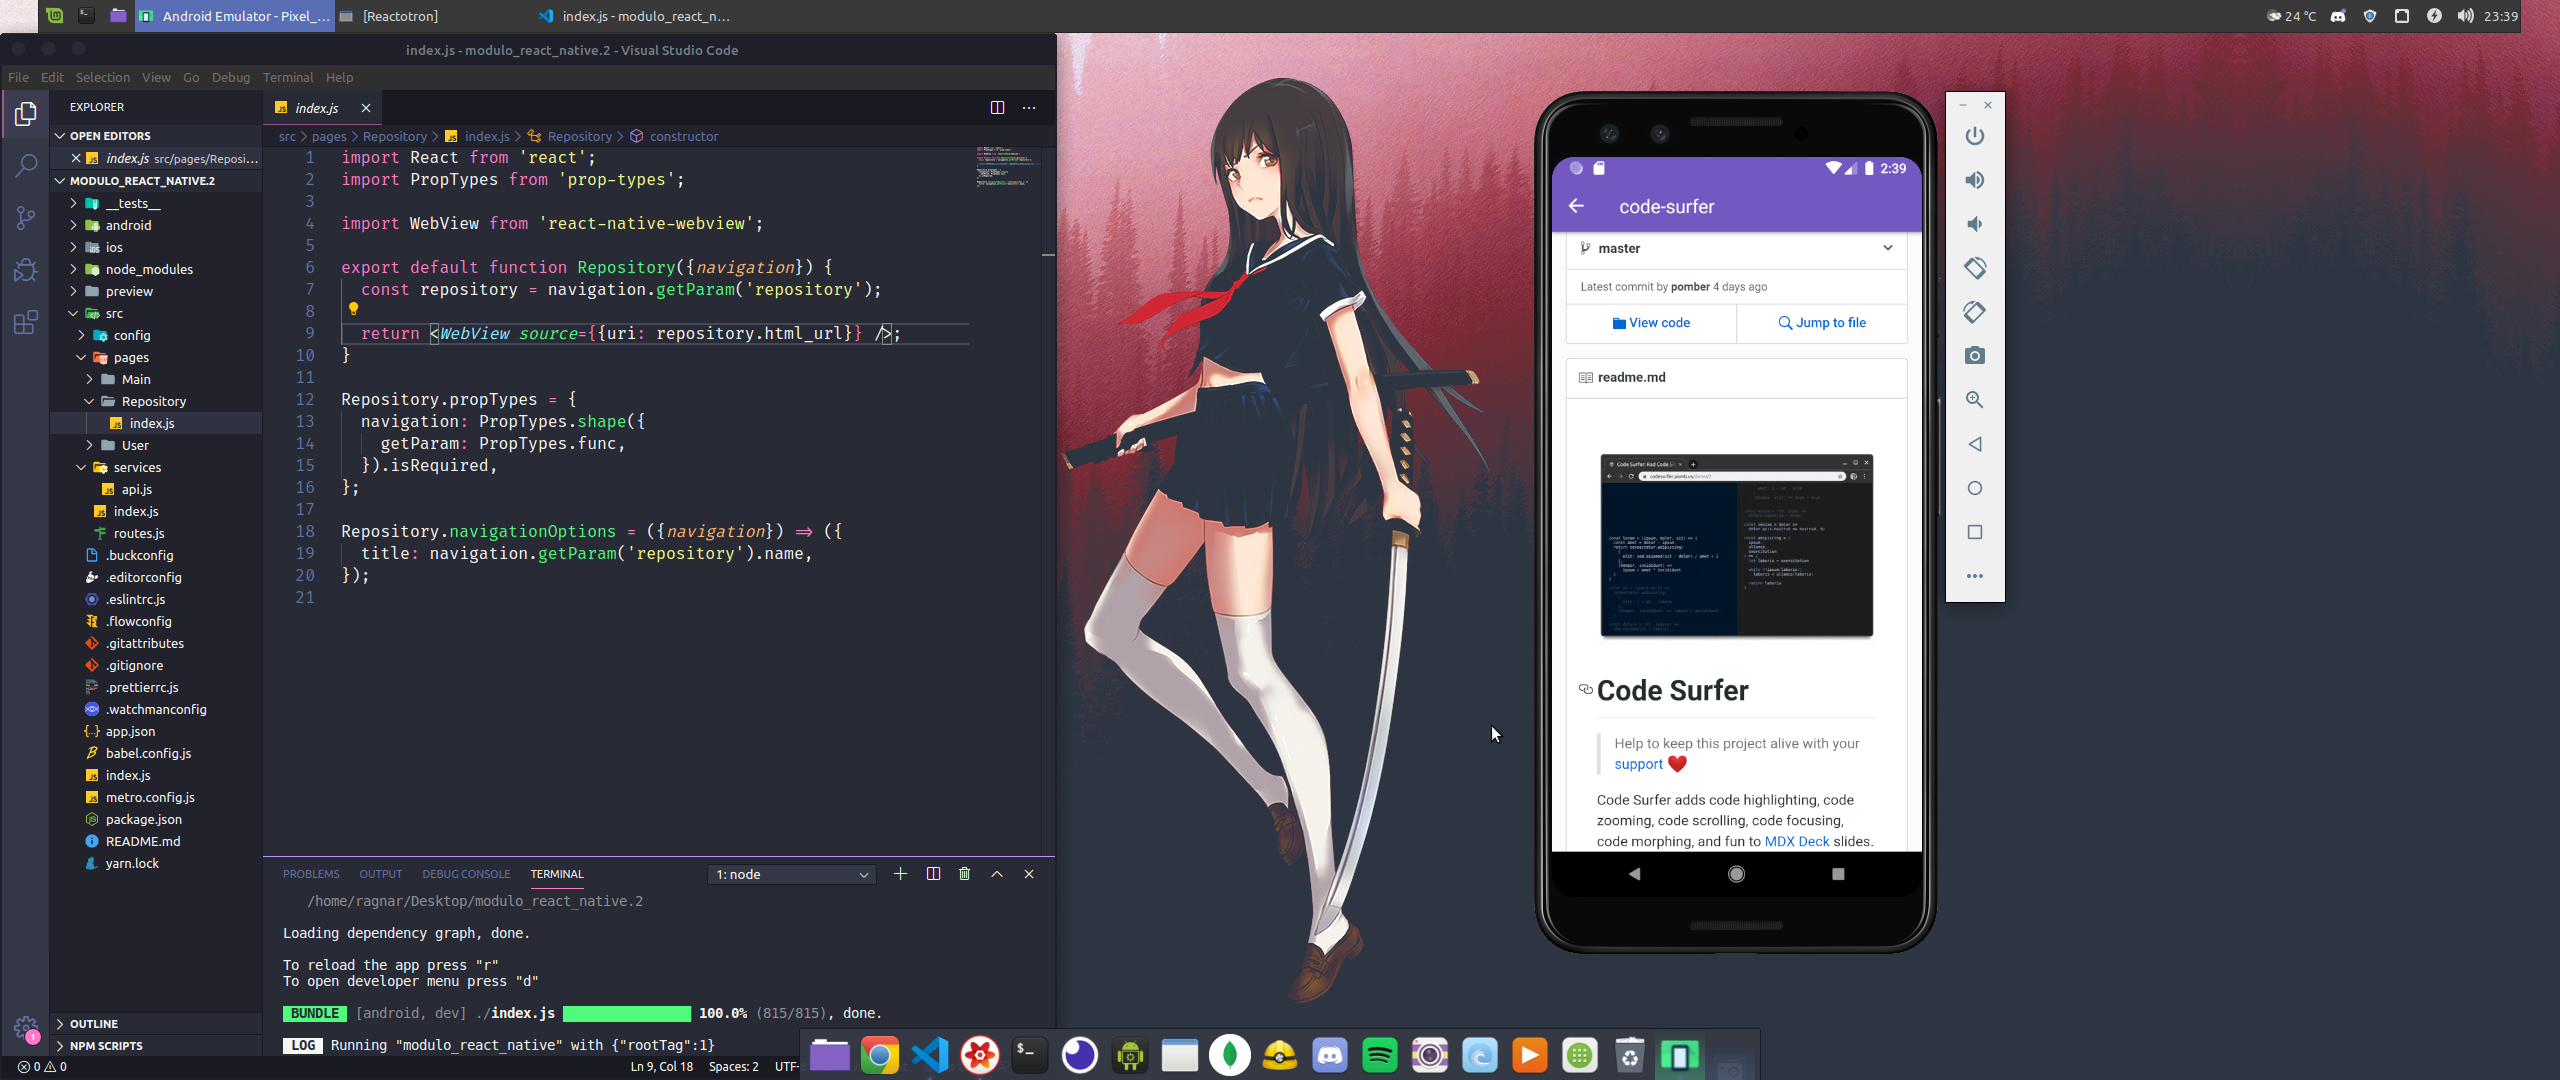 Android Emulator - Pixel_...
[Reactotron]
index.js - modulo_react_n...
24 °C
23:39
index.js - modulo_react_native.2 - Visual Studio Code
File Edit Selection View Go Debug Terminal Help
EXPLORER
OPEN EDITORS
index.js src/pages/Reposi...
MODULO_REACT_NATIVE.2
__tests__
android
ios
node_modules
preview
src
config
pages
Main
Repository
index.js
User
services
api.js
index.js
routes.js
.buckconfig
.editorconfig
.eslintrc.js
.flowconfig
.gitattributes
.gitignore
.prettierrc.js
.watchmanconfig
app.json
babel.config.js
index.js
metro.config.js
package.json
README.md
yarn.lock
OUTLINE
NPM SCRIPTS
index.js
src > pages > Repository > index.js > Repository > constructor
1 import React from 'react';
2 import PropTypes from 'prop-types';
3
4 import WebView from 'react-native-webview';
5
6 export default function Repository({navigation}) {
7 const repository = navigation.getParam('repository');
8
9 return <WebView source={{uri: repository.html_url}} />;
10 }
11
12 Repository.propTypes = {
13 navigation: PropTypes.shape({
14 getParam: PropTypes.func,
15 }).isRequired,
16 };
17
18 Repository.navigationOptions = ({navigation}) => ({
19 title: navigation.getParam('repository').name,
20 });
21
PROBLEMS OUTPUT DEBUG CONSOLE TERMINAL
1: node
/home/ragnar/Desktop/modulo_react_native.2
Loading dependency graph, done.
To reload the app press "r"
To open developer menu press "d"
BUNDLE [android, dev] ./index.js 100.0% (815/815), done.
LOG Running "modulo_react_native" with {"rootTag":1}
0 0
Ln 9, Col 18 Spaces: 2 UTF-
1
2:39
code-surfer
master
Latest commit by pomber 4 days ago
View code
Jump to file
readme.md
Code Surfer
Help to keep this project alive with your
support
Code Surfer adds code highlighting, code
zooming, code scrolling, code focusing,
code morphing, and fun to MDX Deck slides.